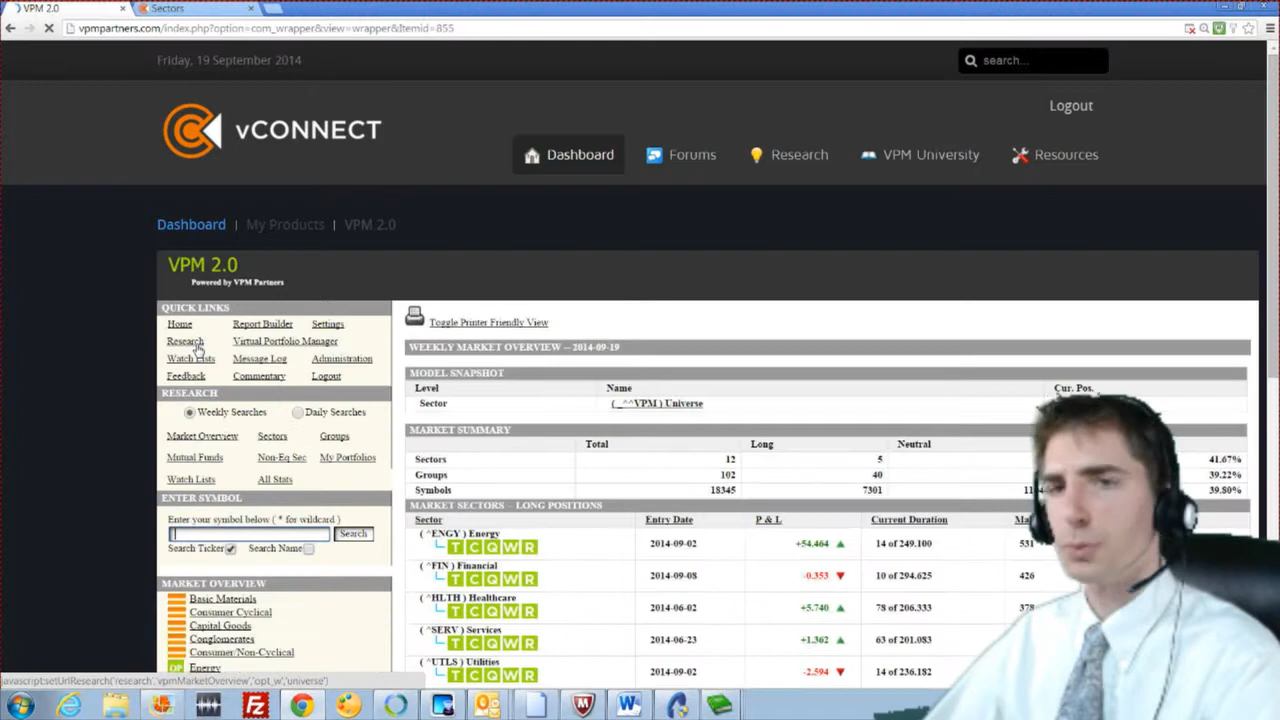 VPM 2.0
Sectors
vpmpartners.com/index.php?option=com_wrapper&view=wrapper&Itemid=855
Friday, 19 September 2014
search...
Logout
vCONNECT
Dashboard Forums Research VPM University Resources
Dashboard | My Products | VPM 2.0
VPM 2.0
Powered by VPM Partners
QUICK LINKS
Home Report Builder Settings
Research Virtual Portfolio Manager
Watch Lists Message Log Administration
Feedback Commentary Logout
RESEARCH
Weekly Searches Daily Searches
Market Overview Sectors Groups
Mutual Funds Non-Eq Sec My Portfolios
Watch Lists All Stats
ENTER SYMBOL
Enter your symbol below ( * for wildcard )
Search
Search Ticker Search Name
MARKET OVERVIEW
Basic Materials
Consumer Cyclical
Capital Goods
Conglomerates
Consumer/Non-Cyclical
OP Energy
javascript:setUrlResearch('research','vpmMarketOverview','opt_w','universe')
Toggle Printer Friendly View
WEEKLY MARKET OVERVIEW -- 2014-09-19
MODEL SNAPSHOT
Level Name Cur. Pos.
Sector ( _^^VPM ) Universe
MARKET SUMMARY
Total Long Neutral
Sectors 12 5 41.67%
Groups 102 40 39.22%
Symbols 18345 7301 39.80%
MARKET SECTORS -- LONG POSITIONS
Sector Entry Date P & L Current Duration
( ^ENGY ) Energy
T C Q W R 2014-09-02 +54.464 14 of 249.100 531
( ^FIN ) Financial
T C Q W R 2014-09-08 -0.353 10 of 294.625 426
( ^HLTH ) Healthcare
T C Q W R 2014-06-02 +5.740 78 of 206.333 378
( ^SERV ) Services
T C Q W R 2014-06-23 +1.362 63 of 201.083
( ^UTLS ) Utilities
T C Q W R 2014-09-02 -2.594 14 of 236.182